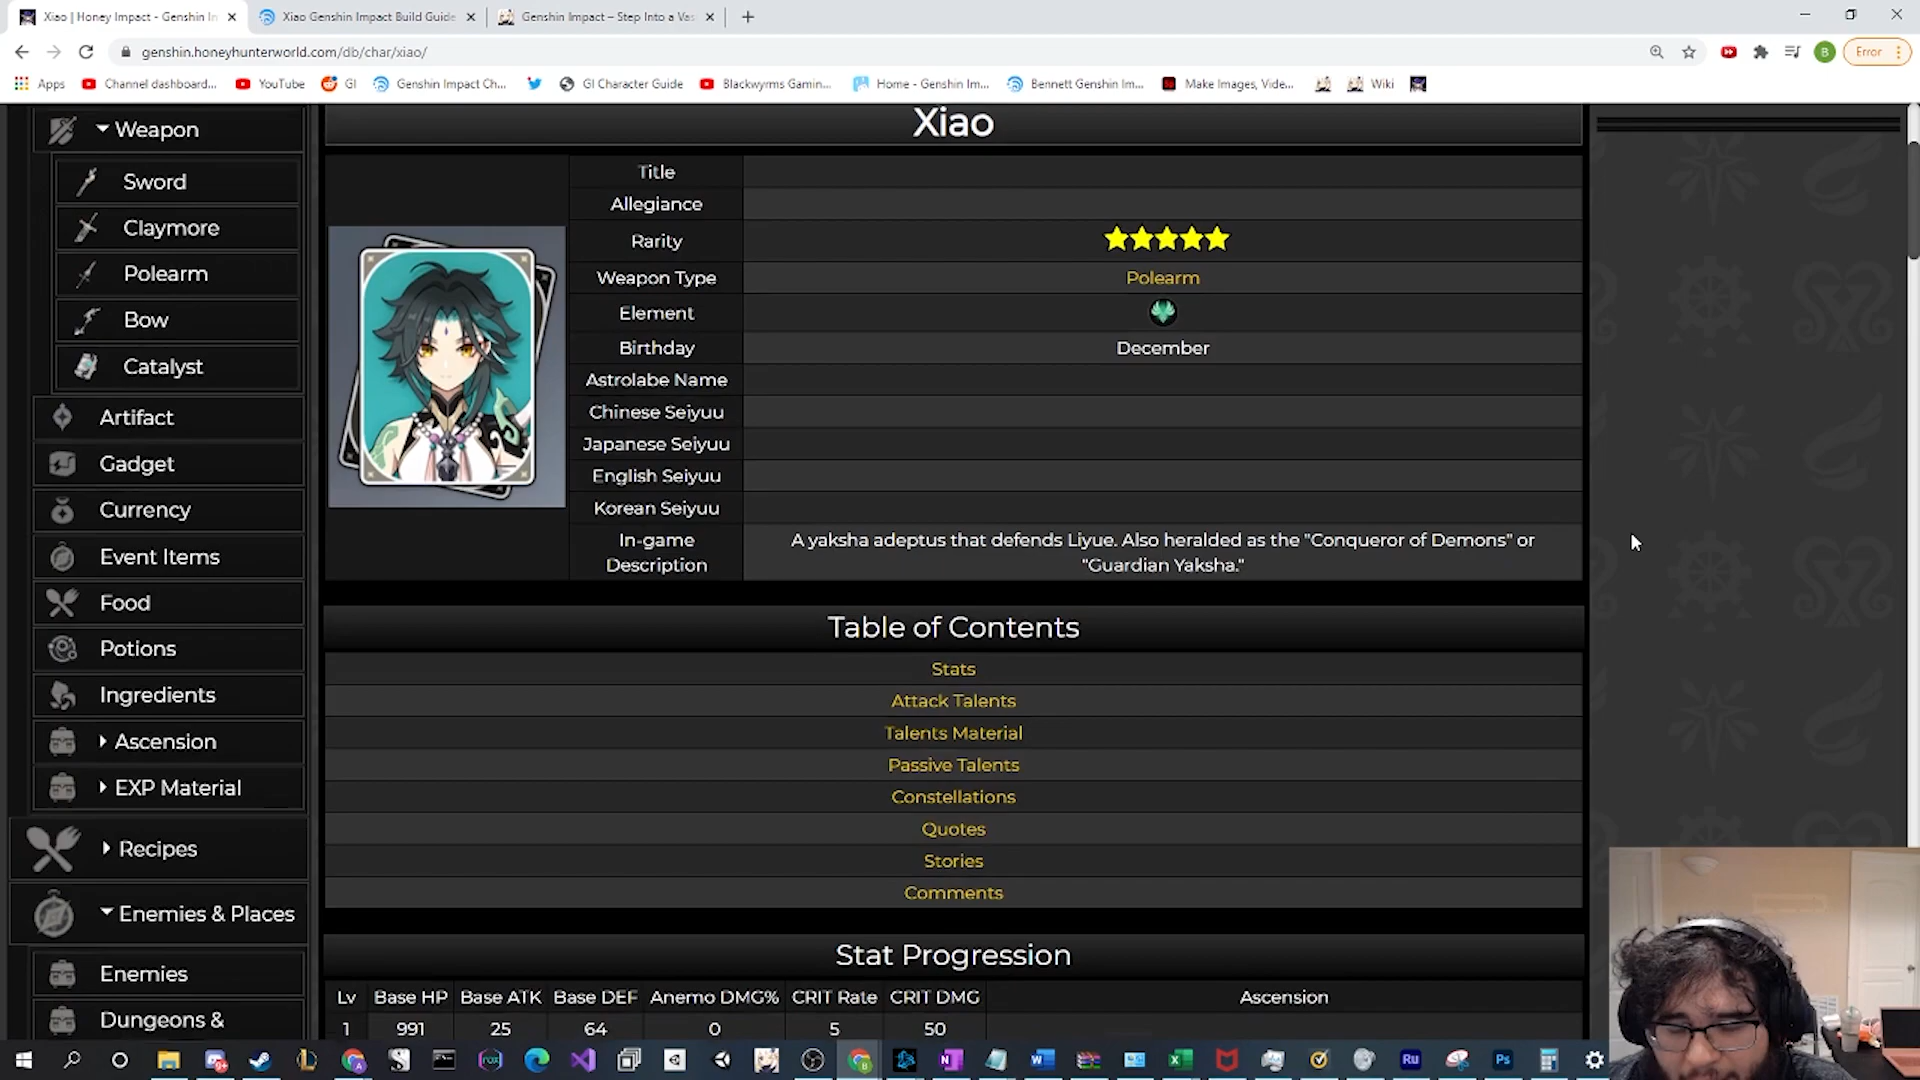 Xiao | Honey Impact - Genshin In
Xiao Genshin Impact Build Guide
Genshin Impact – Step Into a Vas
genshin.honeyhunterworld.com/db/char/xiao/
B
Error
Apps
Channel dashboard...
YouTube
GI
Genshin Impact Ch...
GI Character Guide
Blackwyrms Gamin...
Home - Genshin Im...
Bennett Genshin Im...
Make Images, Vide...
Wiki
Weapon
Sword
Claymore
Polearm
Bow
Catalyst
Artifact
Gadget
Currency
Event Items
Food
Potions
Ingredients
Ascension
EXP Material
Recipes
Enemies & Places
Enemies
Dungeons &
Xiao
Title
Allegiance
Rarity
Weapon Type Polearm
Element
Birthday December
Astrolabe Name
Chinese Seiyuu
Japanese Seiyuu
English Seiyuu
Korean Seiyuu
In-game Description
A yaksha adeptus that defends Liyue. Also heralded as the "Conqueror of Demons" or
"Guardian Yaksha."
Table of Contents
Stats
Attack Talents
Talents Material
Passive Talents
Constellations
Quotes
Stories
Comments
Stat Progression
Lv Base HP Base ATK Base DEF Anemo DMG% CRIT Rate CRIT DMG Ascension
1 991 25 64 0 5 50
Ru
Ps